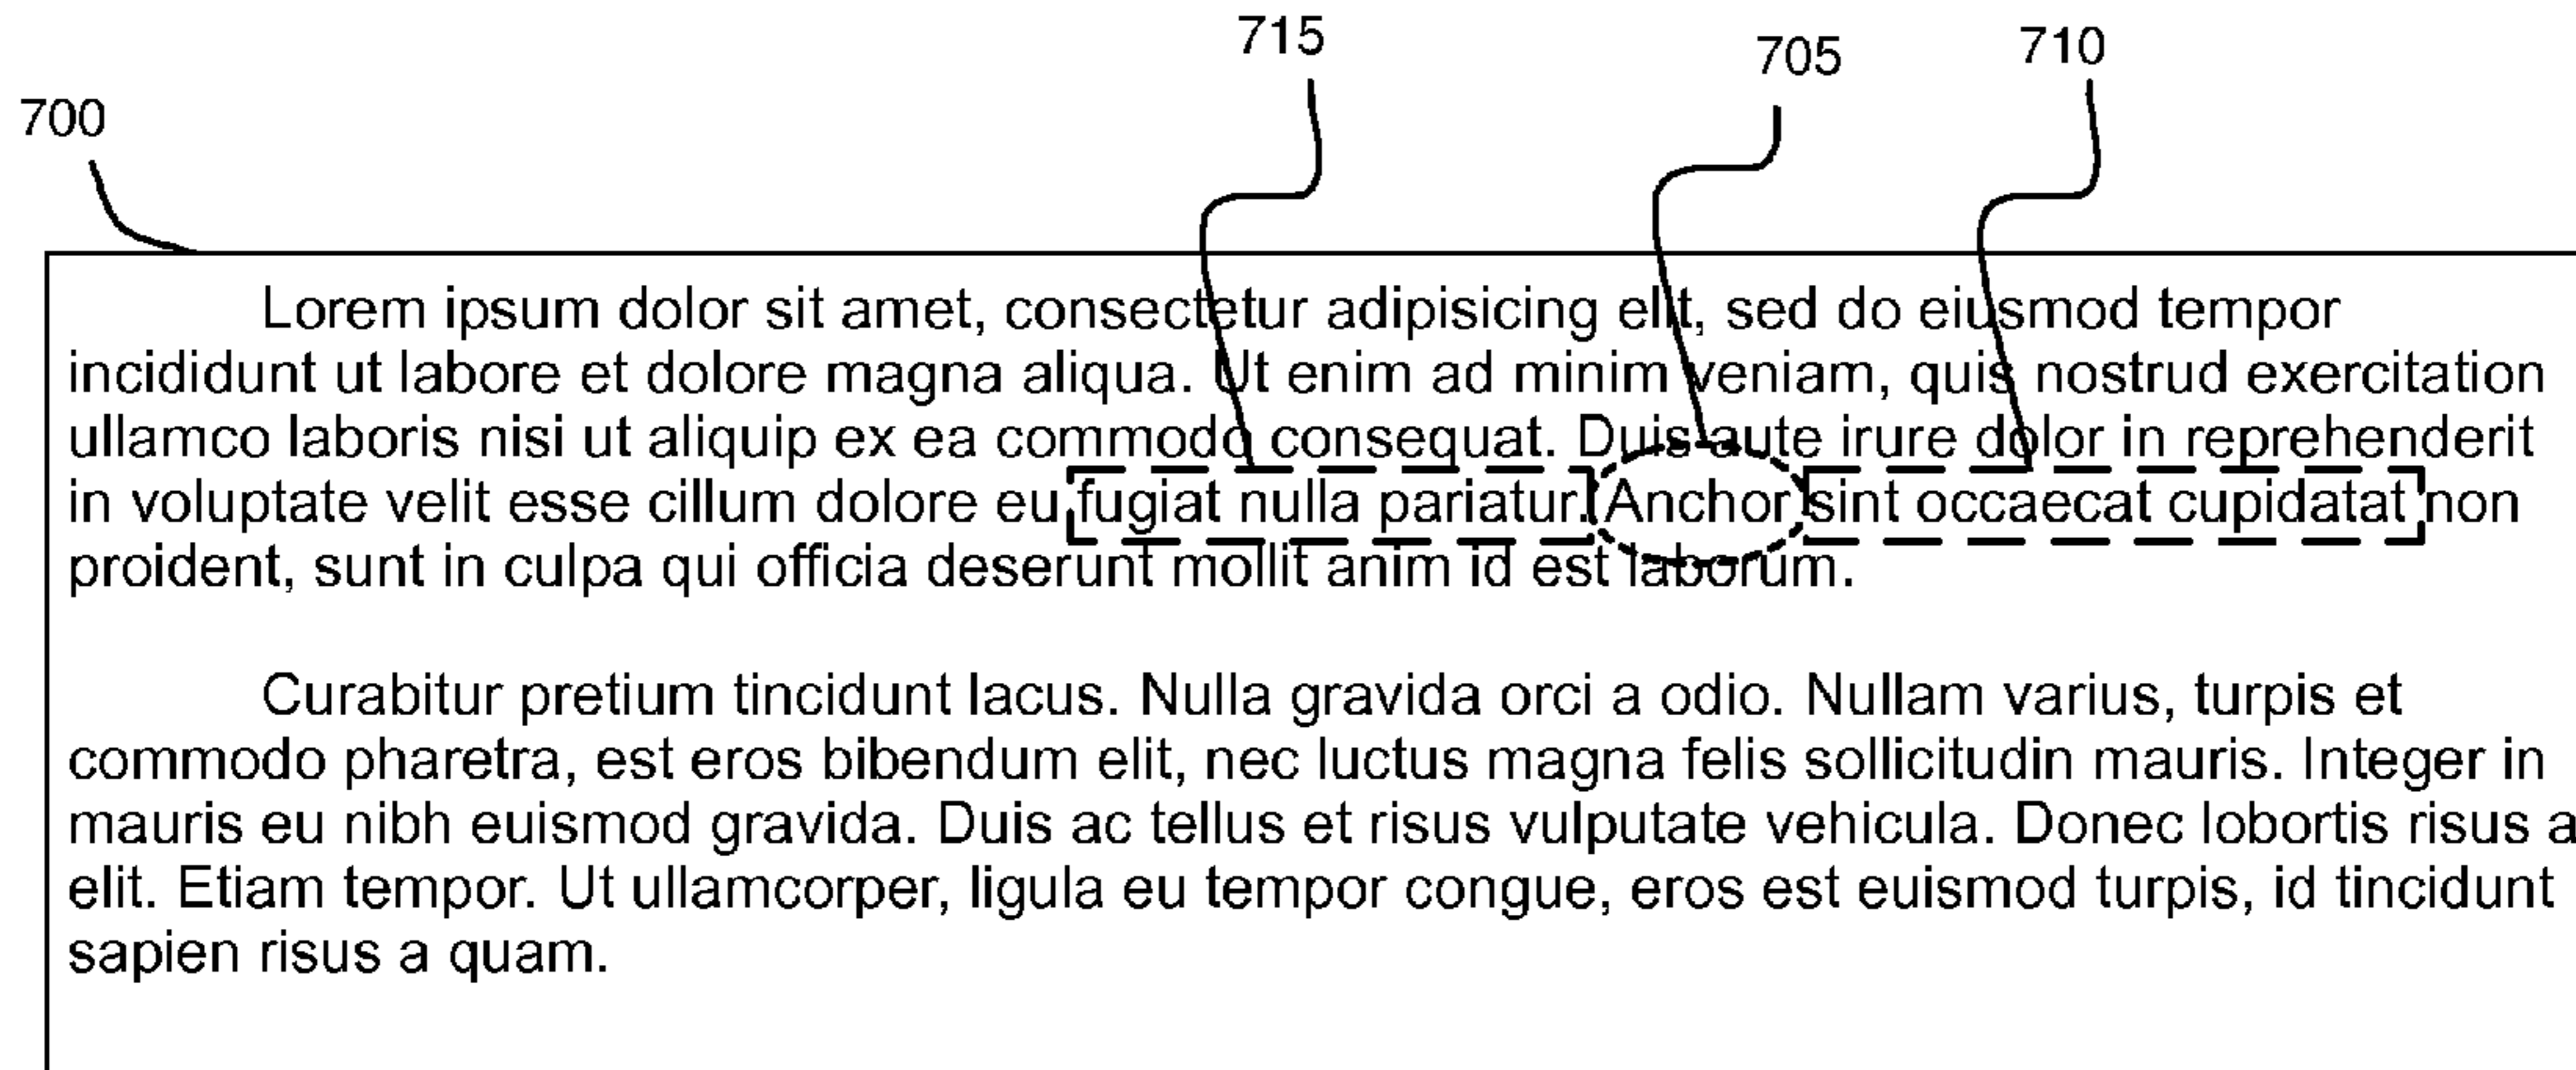 715
705
710
700
Lorem ipsum dolor sit amet, consectetur adipisicing elit, sed do eiusmod tempor
incididunt ut labore et dolore magna aliqua. Ut enim ad minim veniam, quis nostrud exercitation
ullamco laboris nisi ut aliquip ex ea commodo consequat. Duis aute irure dolor in reprehenderit
in voluptate velit esse cillum dolore eu fugiat nulla pariatur. Anchor sint occaecat cupidatat non
proident, sunt in culpa qui officia deserunt mollit anim id est laborum.
Curabitur pretium tincidunt lacus. Nulla gravida orci a odio. Nullam varius, turpis et
commodo pharetra, est eros bibendum elit, nec luctus magna felis sollicitudin mauris. Integer in
mauris eu nibh euismod gravida. Duis ac tellus et risus vulputate vehicula. Donec lobortis risus a
elit. Etiam tempor. Ut ullamcorper, ligula eu tempor congue, eros est euismod turpis, id tincidunt
sapien risus a quam.